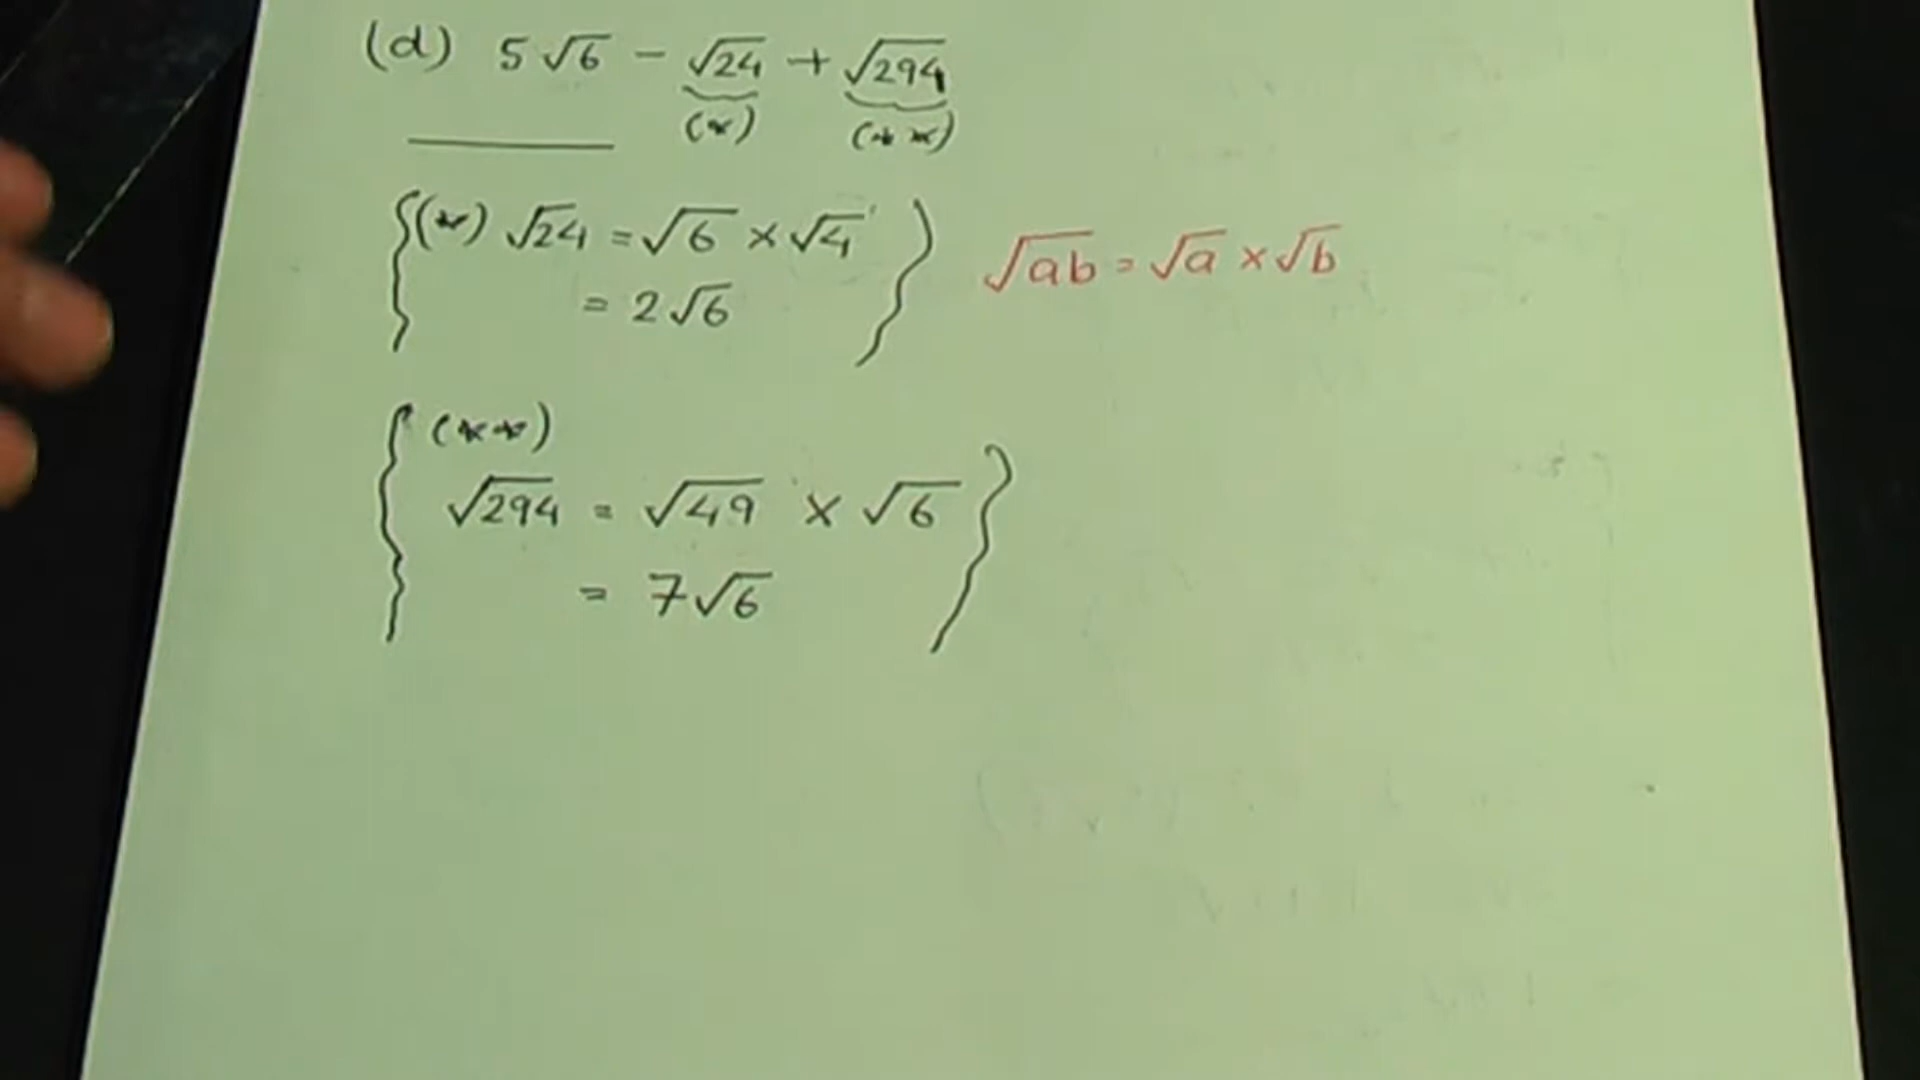 (d) 5√6 - √24 + √294
(*) (**)
(*) √24 = √6 × √4
= 2√6
√ab = √a × √b
(**)
√294 = √49 × √6
= 7√6